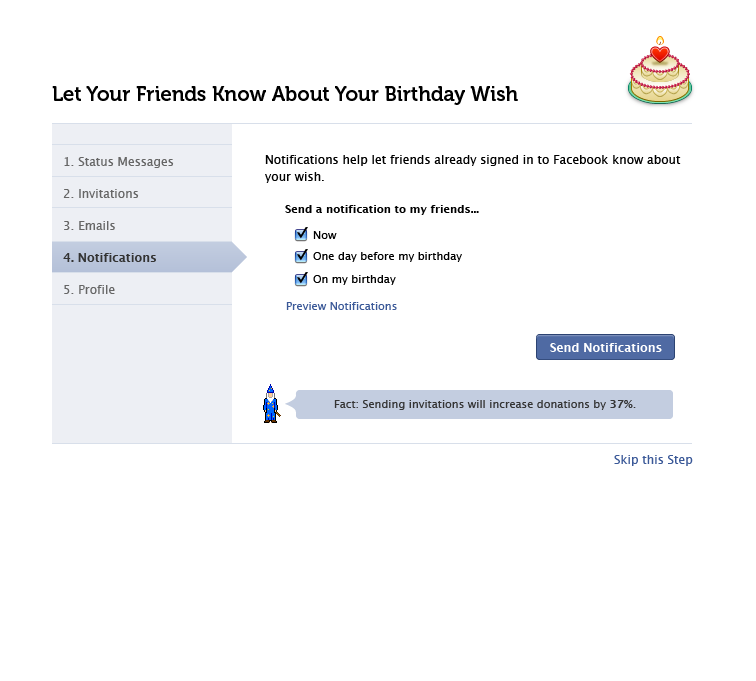 Let Your Friends Know About Your Birthday Wish
1. Status Messages
2. Invitations
3. Emails
4. Notifications
5. Profile
Notifications help let friends already signed in to Facebook know about
your wish.
Send a notification to my friends...
Now
One day before my birthday
On my birthday
Preview Notifications
Send Notifications
Fact: Sending invitations will increase donations by 37%.
Skip this Step